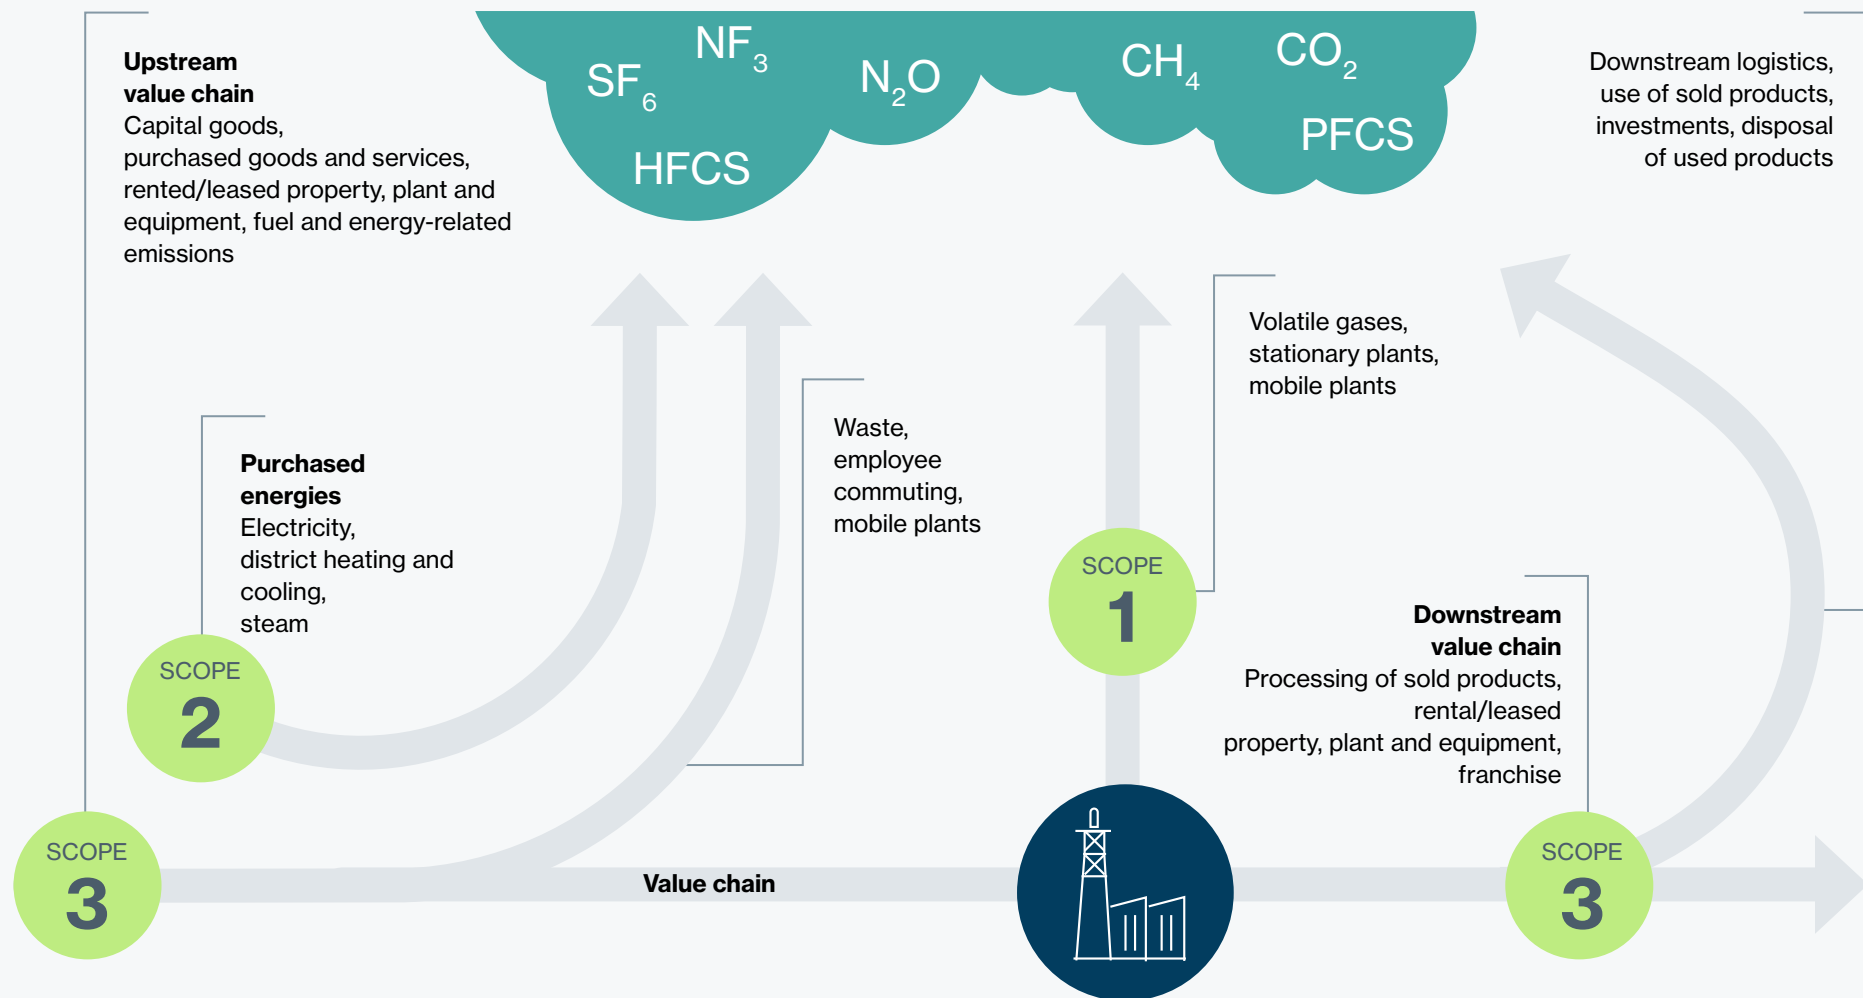 Upstream
value chain
Capital goods,
purchased goods and services,
rented/leased property, plant and
equipment, fuel and energy-related
emissions
NF3
SF6
N2O
HFCS
CH4
CO2
PFCS
Downstream logistics,
use of sold products,
investments, disposal
of used products
Volatile gases,
stationary plants,
mobile plants
Waste,
employee
commuting,
mobile plants
Purchased
energies
Electricity,
district heating and
cooling,
steam
SCOPE
1
Downstream
value chain
Processing of sold products,
rental/leased
property, plant and equipment,
franchise
SCOPE
2
SCOPE
3
Value chain
SCOPE
3